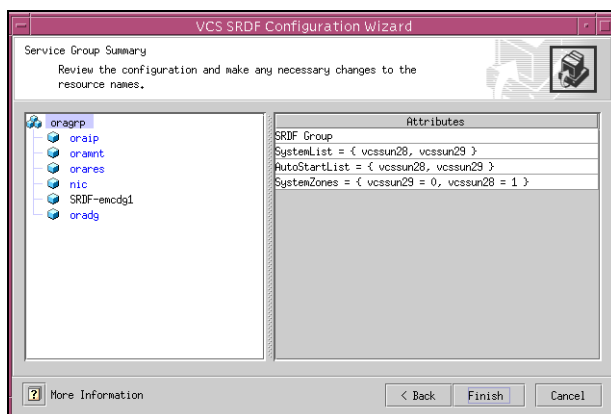 VCS SRDF Configuration Wizard
Service Group Summary
Review the configuration and make any necessary changes to the
resource names.
oragrp
oraip
oramnt
orares
nic
SRDF-emcdg1
oradg
Attributes
SRDF Group
SystemList = { vcssun28, vcssun29 }
AutoStartList = { vcssun28, vcssun29 }
SystemZones = { vcssun29 = 0, vcssun28 = 1 }
? More Information
< Back
Finish
Cancel